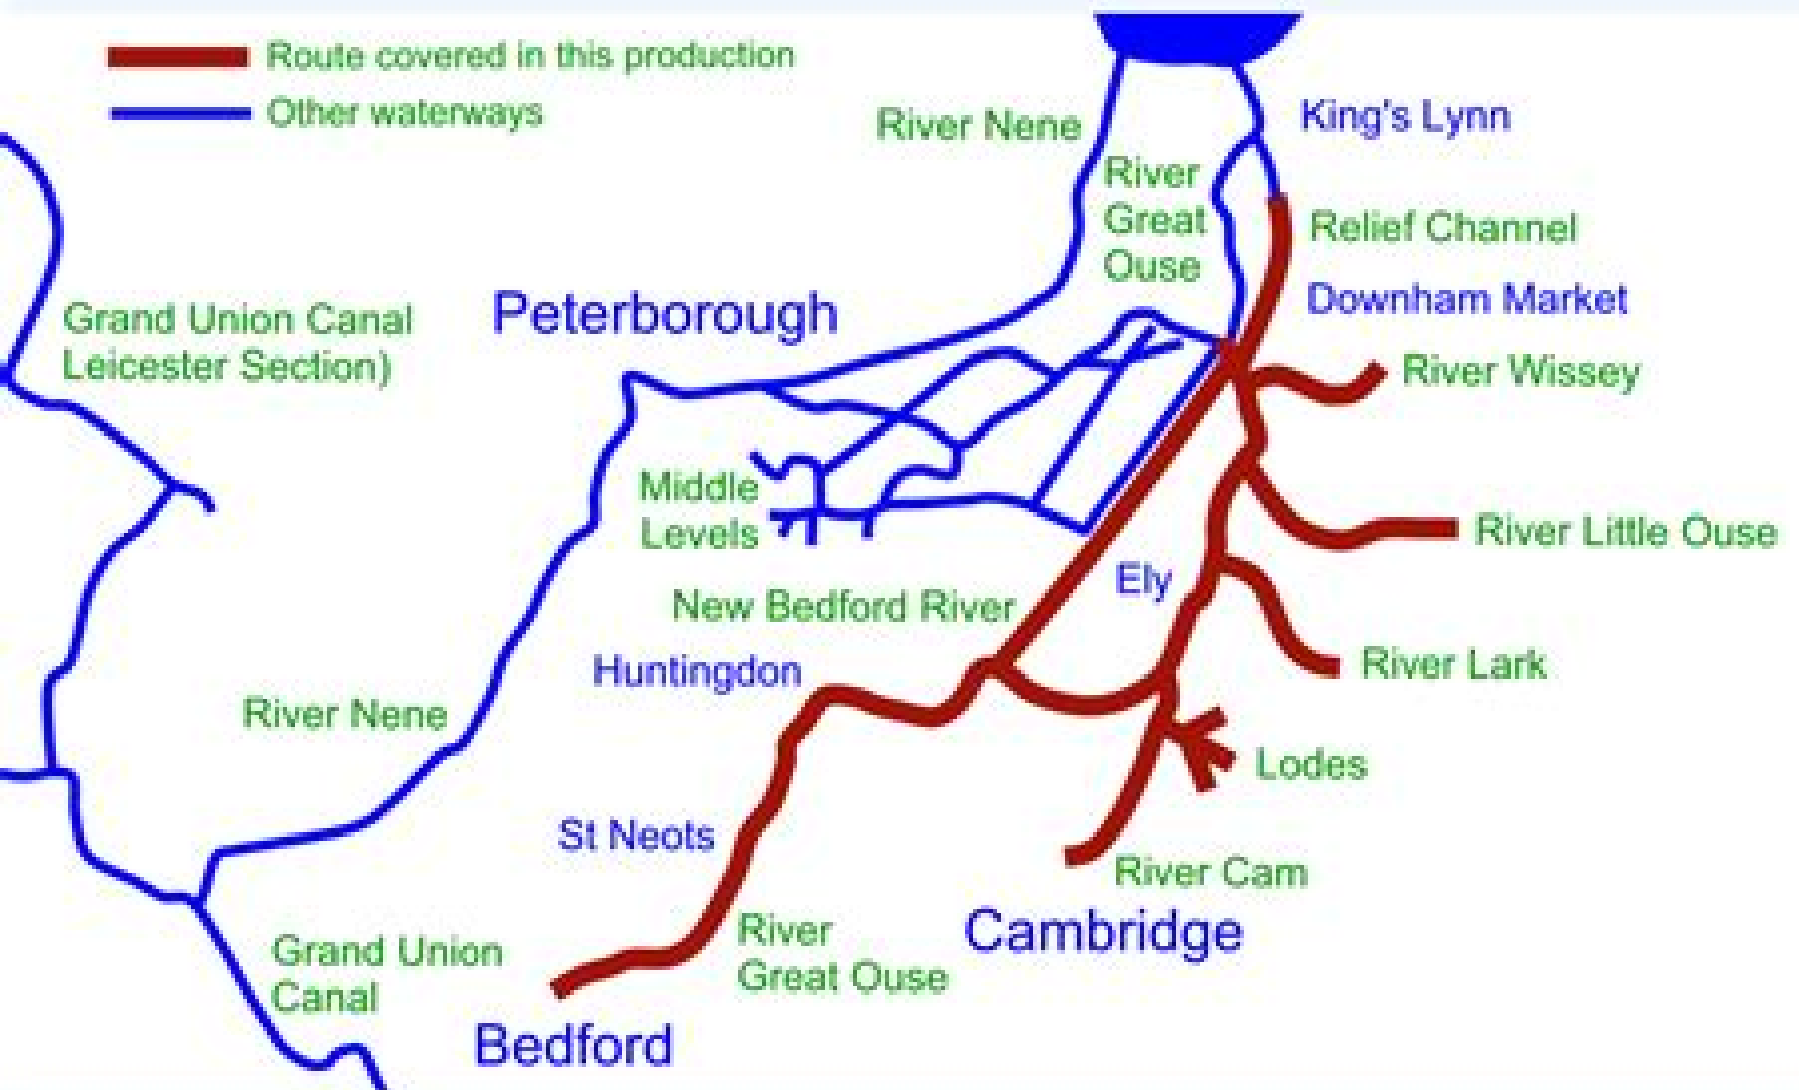 Route covered in this production
Other waterways
River Nene
King's Lynn
River
Great
Ouse
Relief Channel
Downham Market
Grand Union Canal
Leicester Section)
Peterborough
River Wissey
Middle
Levels
River Little Ouse
Ely
New Bedford River
Huntingdon
River Lark
River Nene
Lodes
St Neots
River Cam
Cambridge
River
Great Ouse
Grand Union
Canal
Bedford